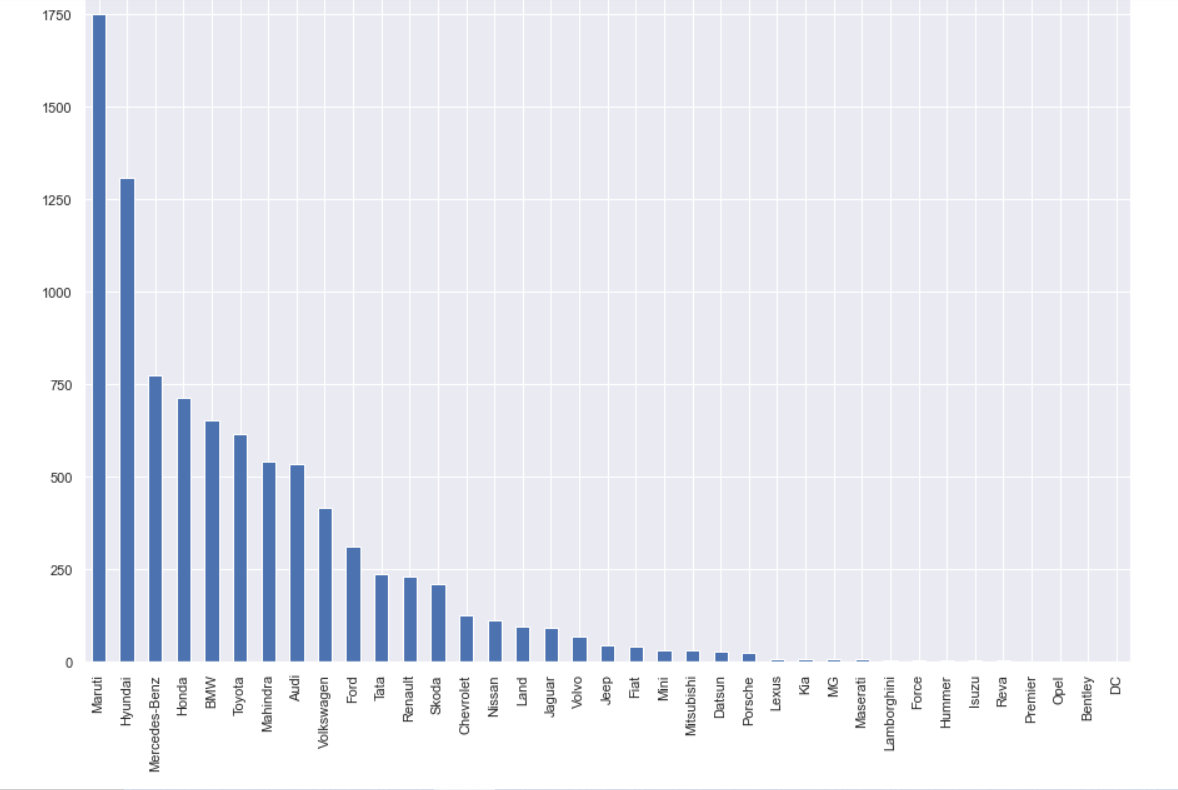 1750
1500
1250
1000
750
500
250
0
Maruti
Hyundai
Mercedes-Benz
Honda
BMW
Toyota
Mahindra
Audi
Volkswagen
Ford
Tata
Renault
Skoda
Chevrolet
Nissan
Land
Jaguar
Volvo
Jeep
Fiat
Mini
Mitsubishi
Datsun
Porsche
Lexus
Kia
MG
Maserati
Lamborghini
Force
Hummer
Isuzu
Reva
Premier
Opel
Bentley
DC